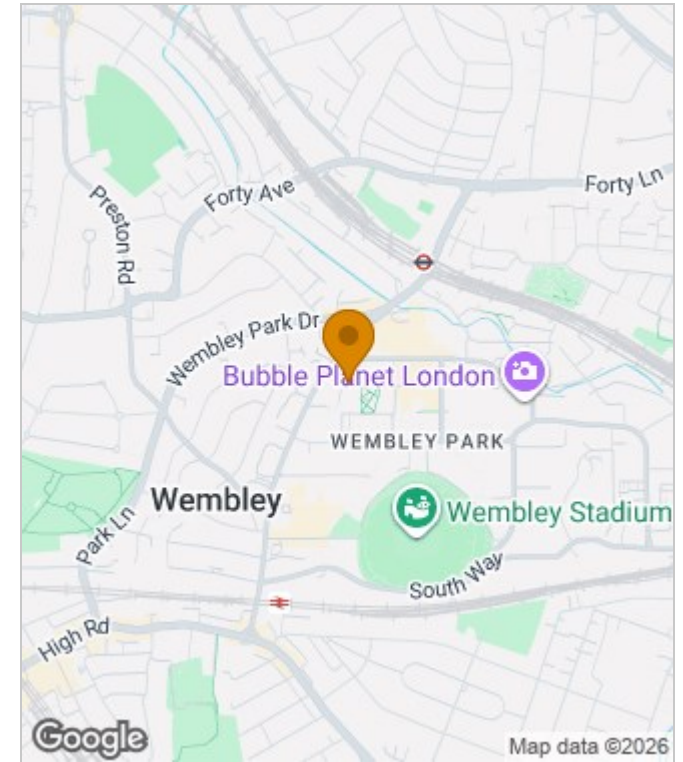 Forty Ln
Forty Ave
Preston Rd
Wembley Park Dr
Bubble Planet London
WEMBLEY PARK
Wembley
Wembley Stadium
Park Ln
South Way
High Rd
Google
Map data ©2026